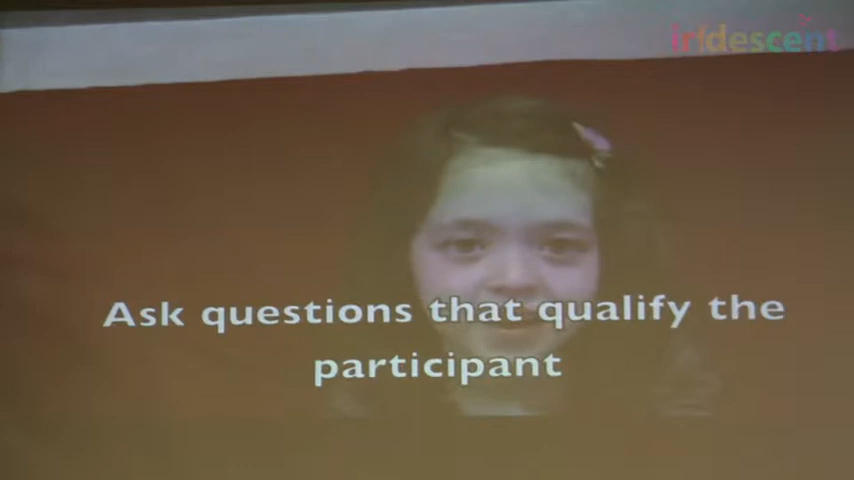 iridescent
Ask questions that qualify the
participant